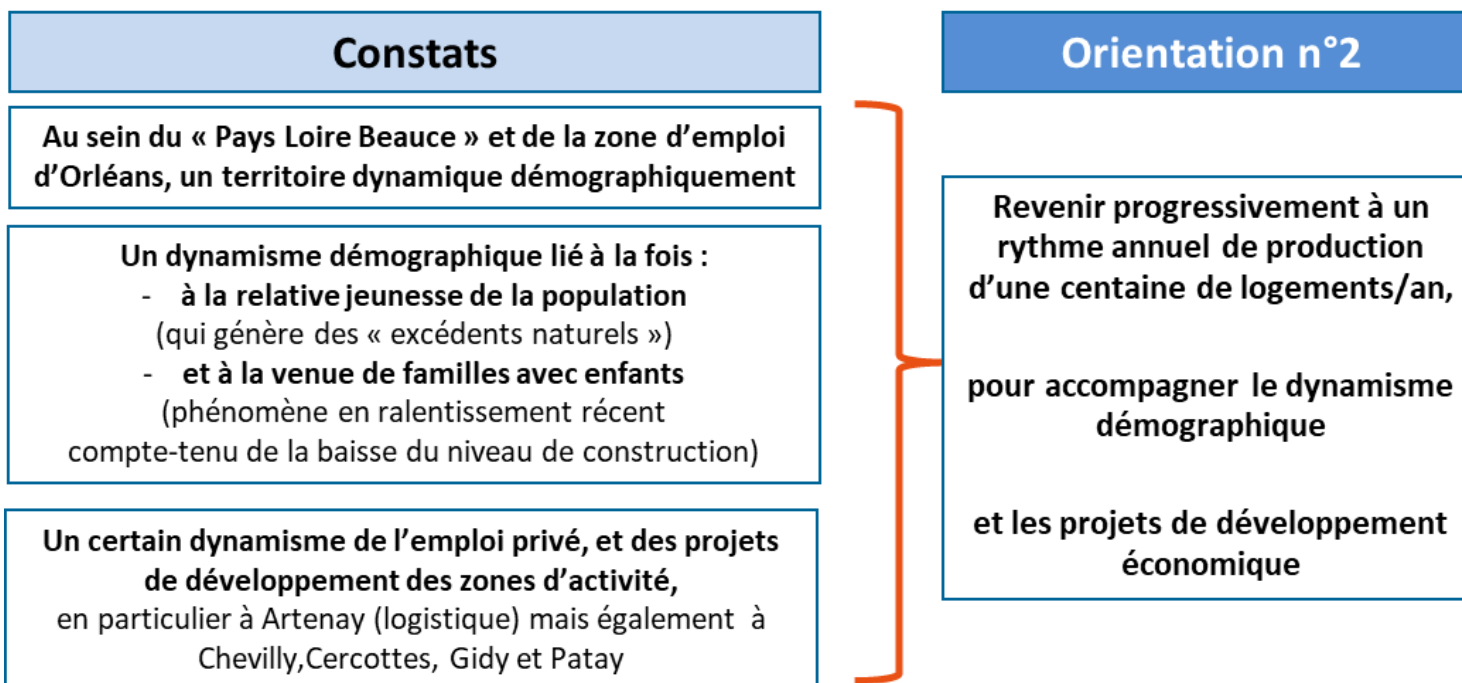 Constats
Au sein du « Pays Loire Beauce » et de la zone d'emploi
d'Orléans, un territoire dynamique démographiquement
Un dynamisme démographique lié à la fois :
- à la relative jeunesse de la population
(qui génère des « excédents naturels »)
- et à la venue de familles avec enfants
(phénomène en ralentissement récent
compte-tenu de la baisse du niveau de construction)
Un certain dynamisme de l'emploi privé, et des projets
de développement des zones d'activité,
en particulier à Artenay (logistique) mais également à
Chevilly,Cercottes, Gidy et Patay
Orientation n°2
Revenir progressivement à un
rythme annuel de production
d'une centaine de logements/an,
pour accompagner le dynamisme
démographique
et les projets de développement
économique